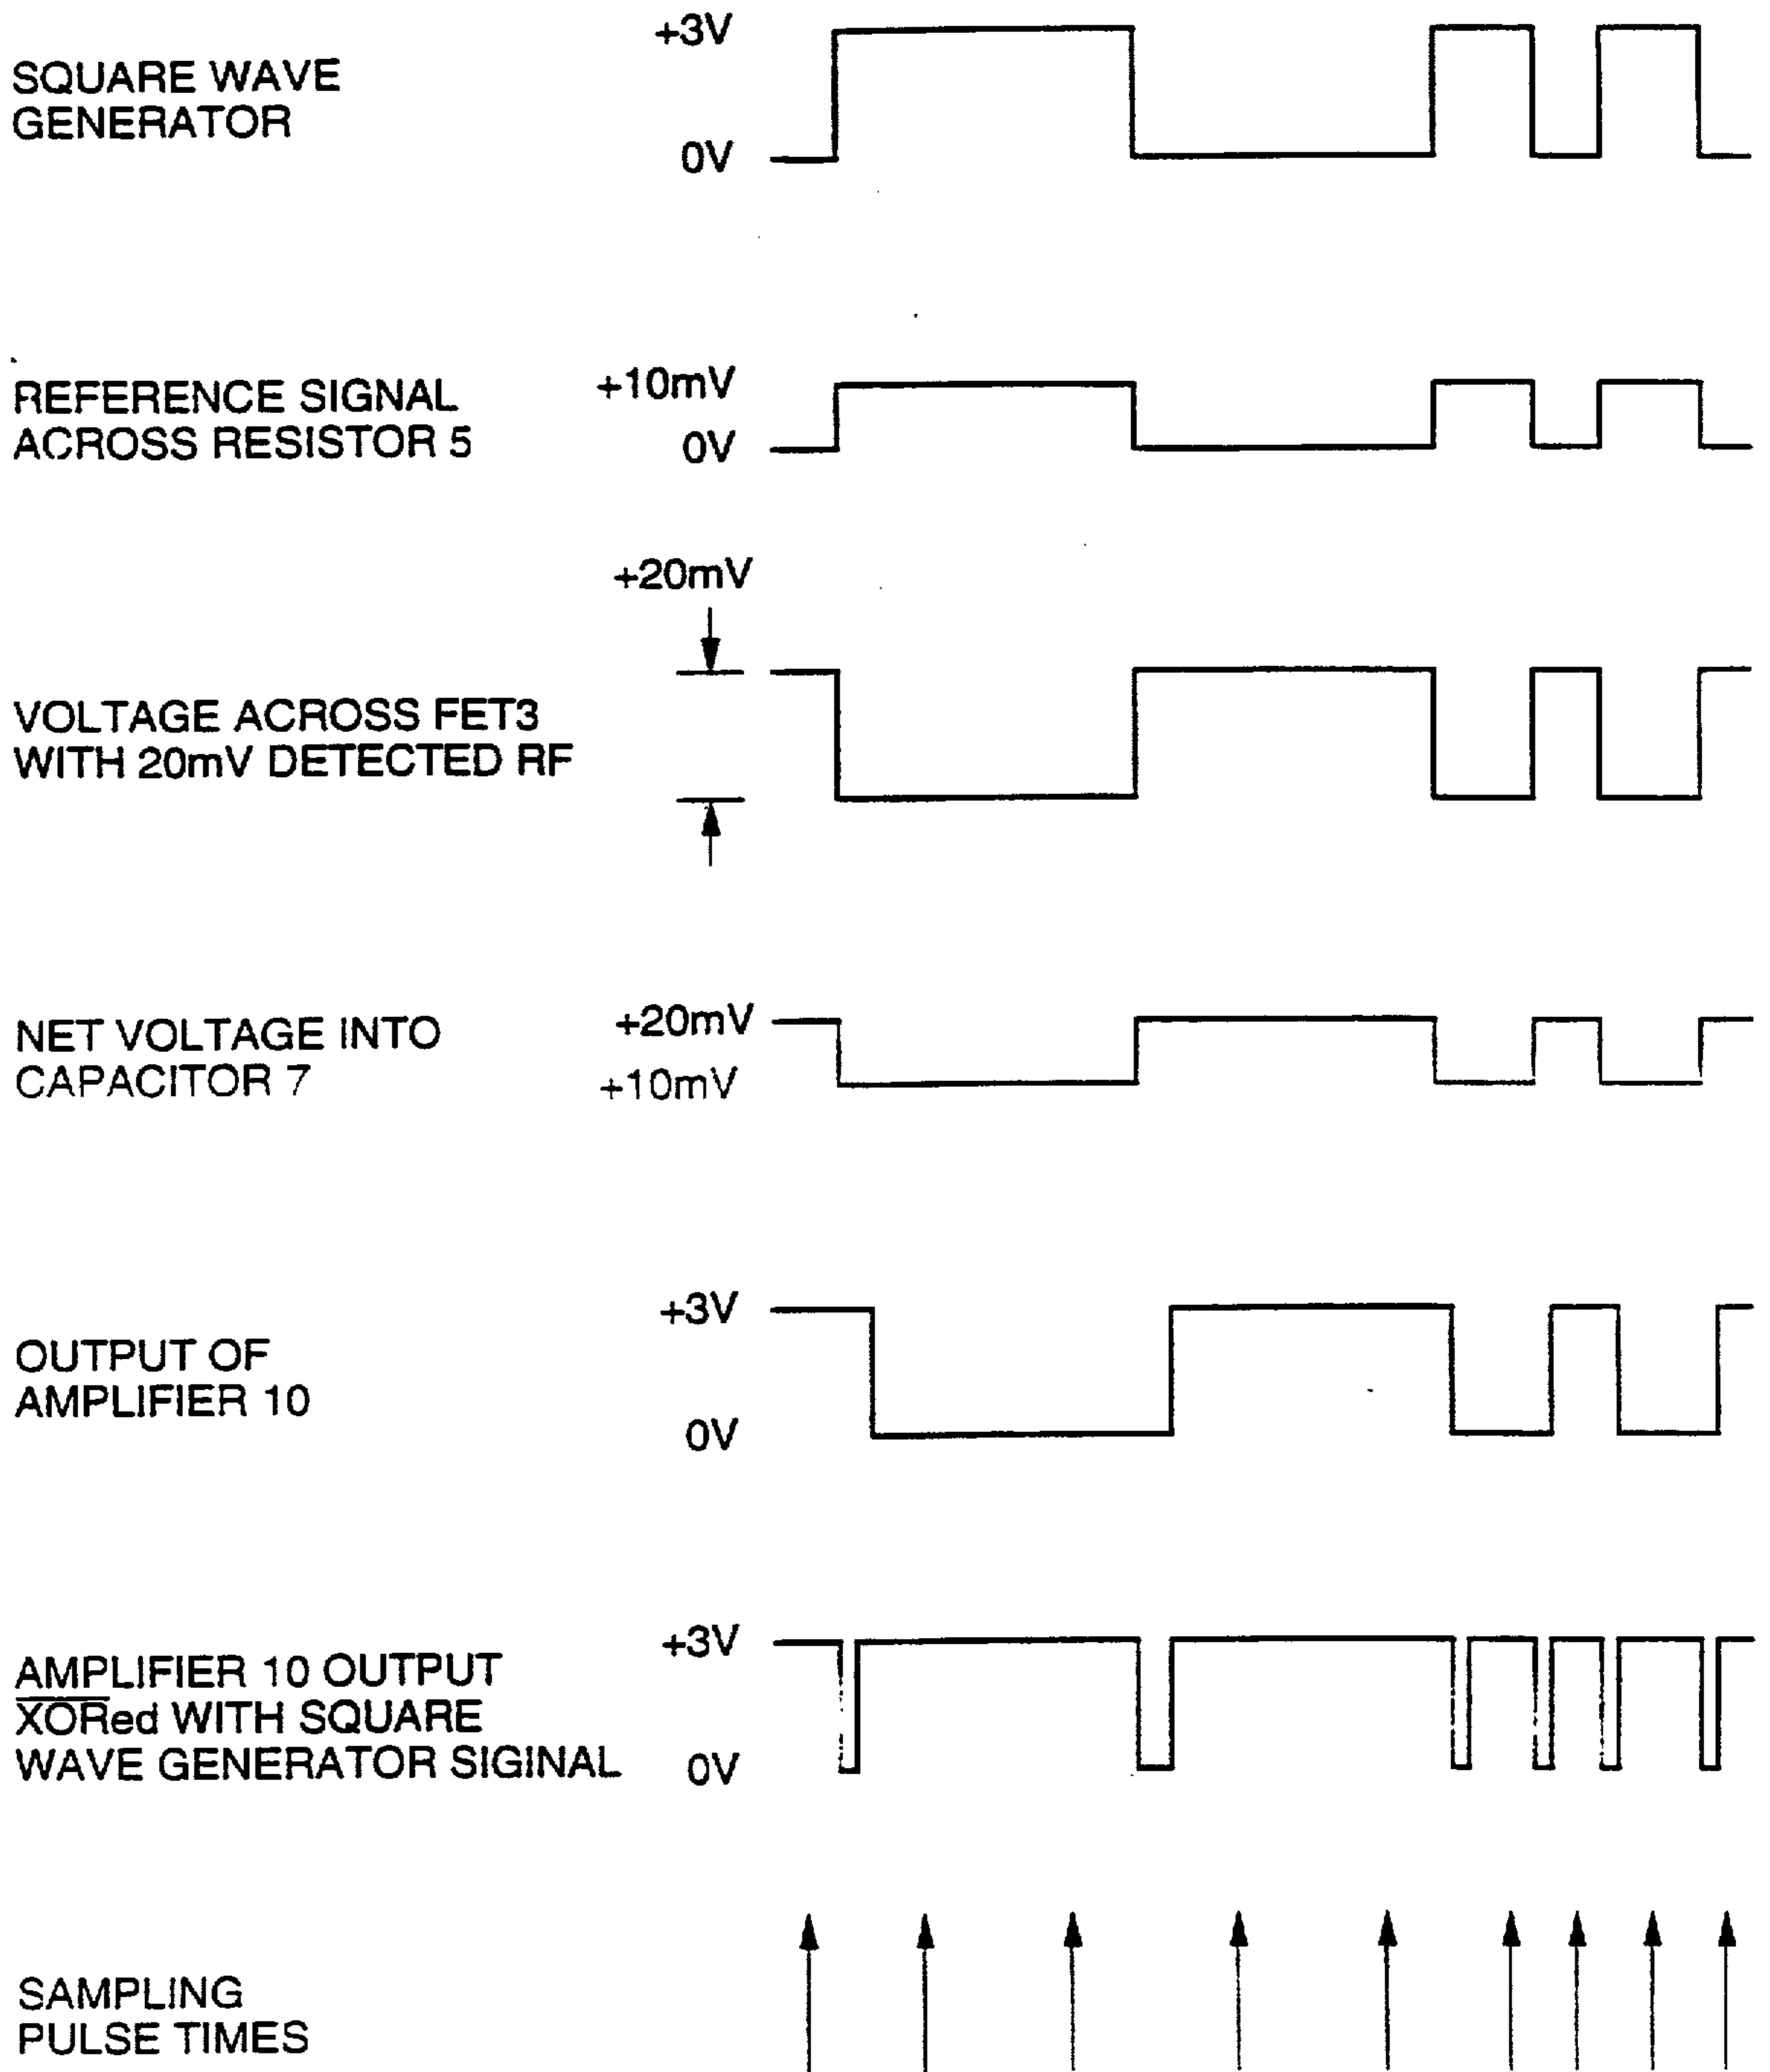 SQUARE WAVE
GENERATOR
+3V
0V
REFERENCE SIGNAL
ACROSS RESISTOR 5
+10mV
0V
+20mV
VOLTAGE ACROSS FET3
WITH 20mV DETECTED RF
NET VOLTAGE INTO
CAPACITOR 7
+20mV
+10mV
OUTPUT OF
AMPLIFIER 10
+3V
0V
AMPLIFIER 10 OUTPUT
X̅O̅R̅ed WITH SQUARE
WAVE GENERATOR SIGINAL
+3V
0V
SAMPLING
PULSE TIMES